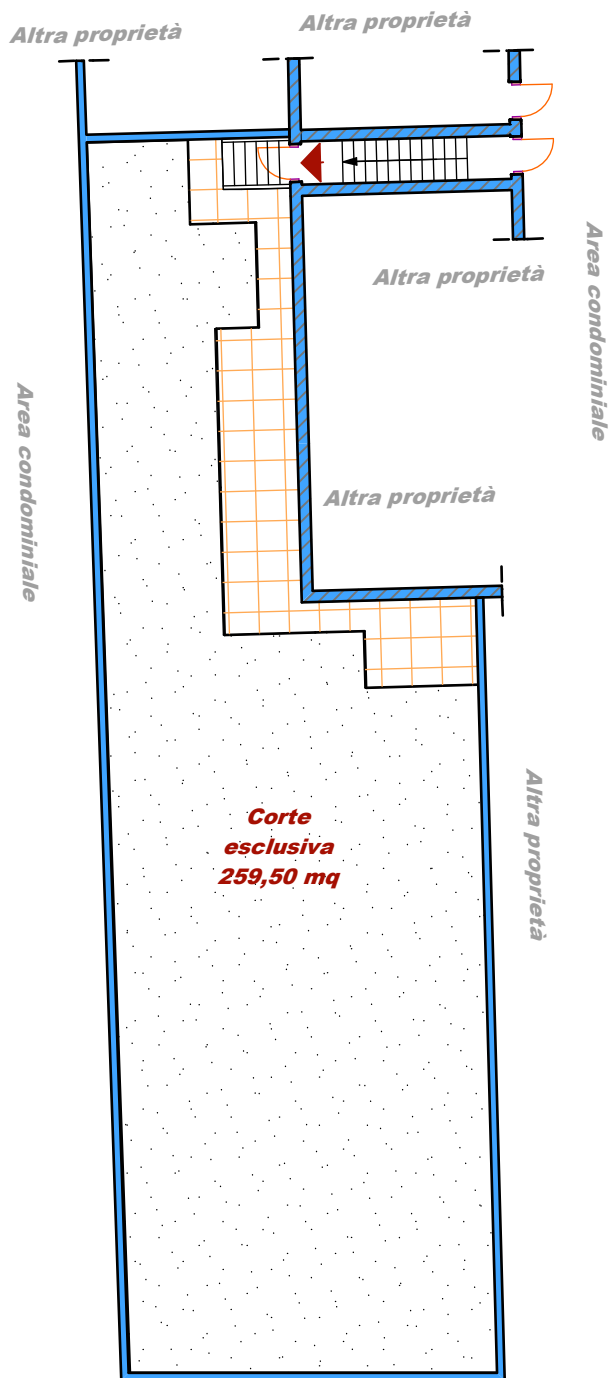 Altra proprietà
Altra proprietà
Altra proprietà
Area condominiale
Area condominiale
Altra proprietà
Altra proprietà
Corte
esclusiva
259,50 mq